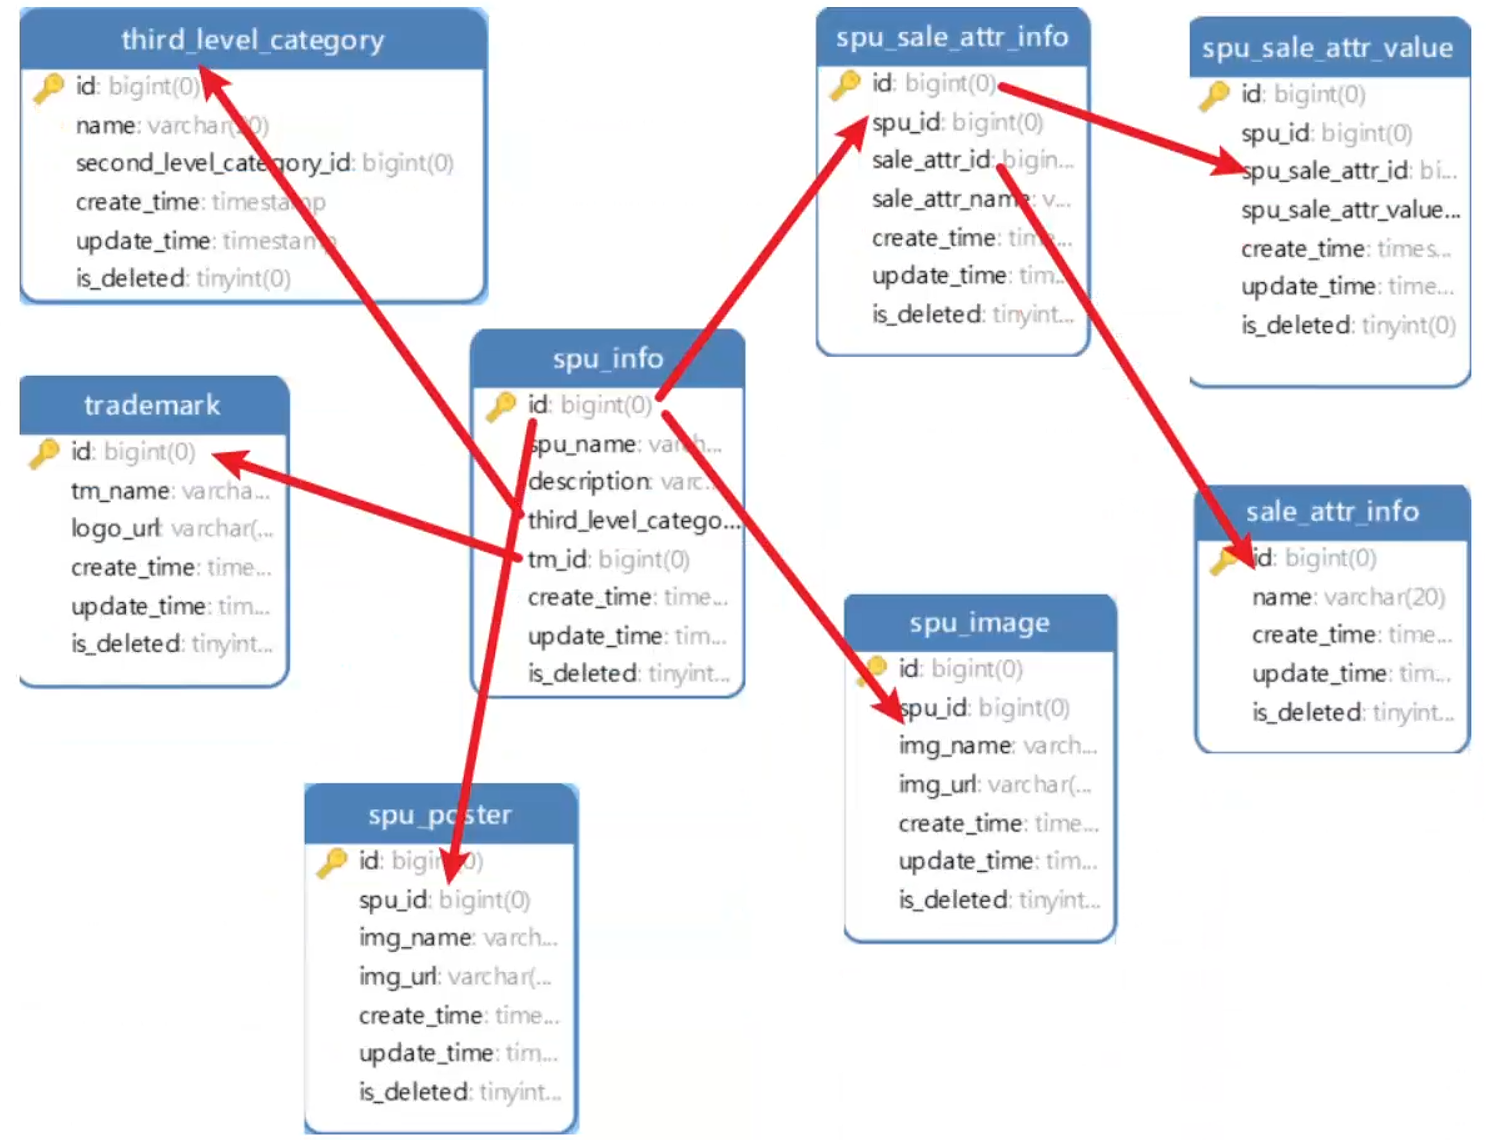 third_level_category
id: bigint(0)
name: varchar(20)
second_level_category_id: bigint(0)
create_time: timestamp
update_time: timestamp
is_deleted: tinyint(0)
spu_sale_attr_info
id: bigint(0)
spu_id: bigint(0)
sale_attr_id: bigin...
sale_attr_name: v...
create_time: time...
update_time: tim...
is_deleted: tinyint...
spu_sale_attr_value
id: bigint(0)
spu_id: bigint(0)
spu_sale_attr_id: bi...
spu_sale_attr_value...
create_time: times...
update_time: time...
is_deleted: tinyint(0)
trademark
id: bigint(0)
tm_name: varcha...
logo_url: varchar(...
create_time: time...
update_time: tim...
is_deleted: tinyint...
spu_info
id: bigint(0)
spu_name: varch...
description: varc...
third_level_catego...
tm_id: bigint(0)
create_time: time...
update_time: tim...
is_deleted: tinyint...
sale_attr_info
id: bigint(0)
name: varchar(20)
create_time: time...
update_time: tim...
is_deleted: tinyint...
spu_image
id: bigint(0)
spu_id: bigint(0)
img_name: varch...
img_url: varchar(...
create_time: time...
update_time: tim...
is_deleted: tinyint...
spu_poster
id: bigint(0)
spu_id: bigint(0)
img_name: varch...
img_url: varchar(...
create_time: time...
update_time: tim...
is_deleted: tinyint...